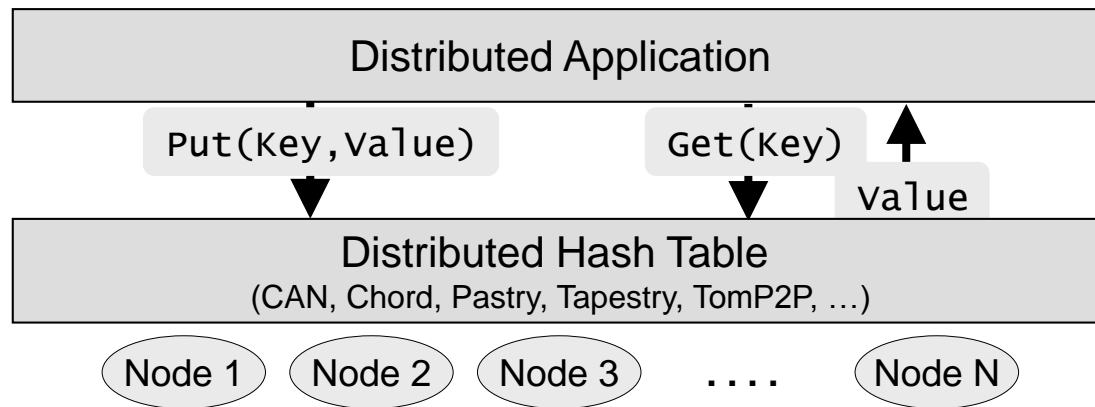 Distributed Application
Put(Key,Value)
Get(Key)
Value
Distributed Hash Table
(CAN, Chord, Pastry, Tapestry, TomP2P, …)
Node 1 Node 2 Node 3 .... Node N